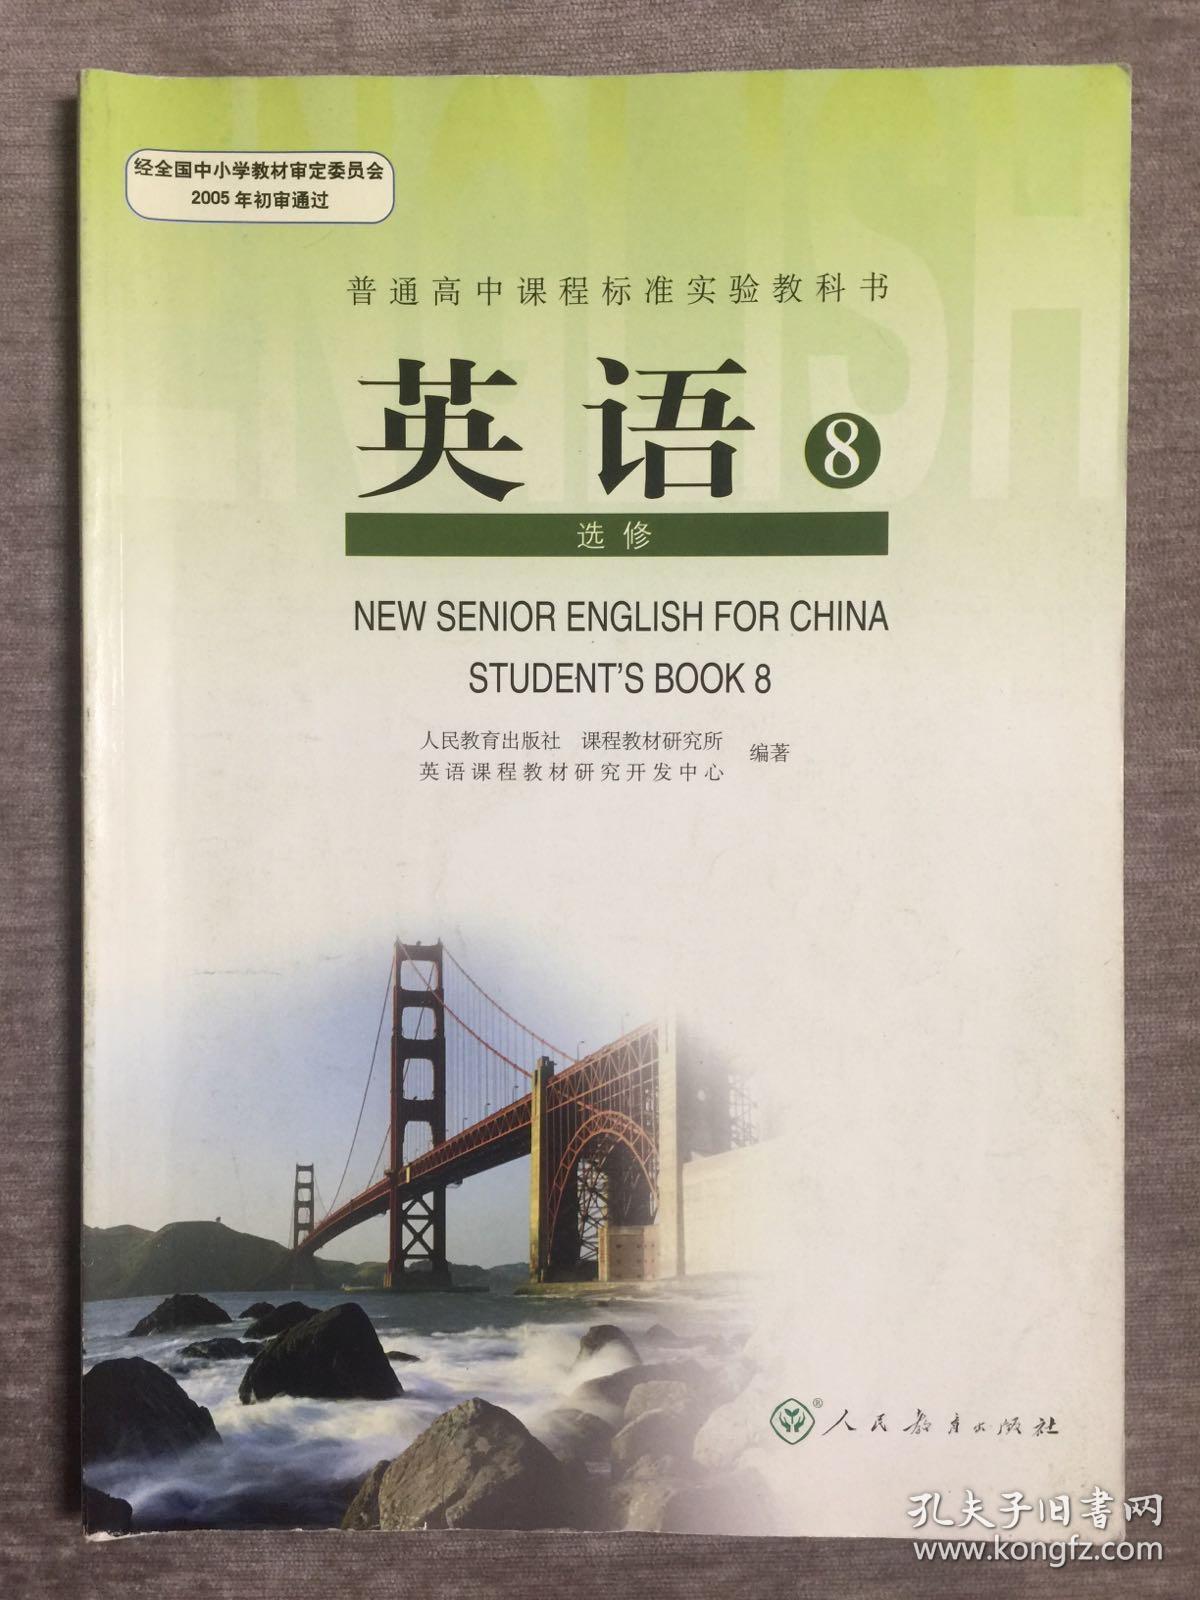 经全国中小学教材审定委员会
2005年初审通过
普通高中课程标准实验教科书
ENGLISH
英语 8
选修
NEW SENIOR ENGLISH FOR CHINA
STUDENT'S BOOK 8
人民教育出版社 课程教材研究所
英语课程教材研究开发中心
编著
® 人民教育出版社
孔夫子旧书网
www.kongfz.com